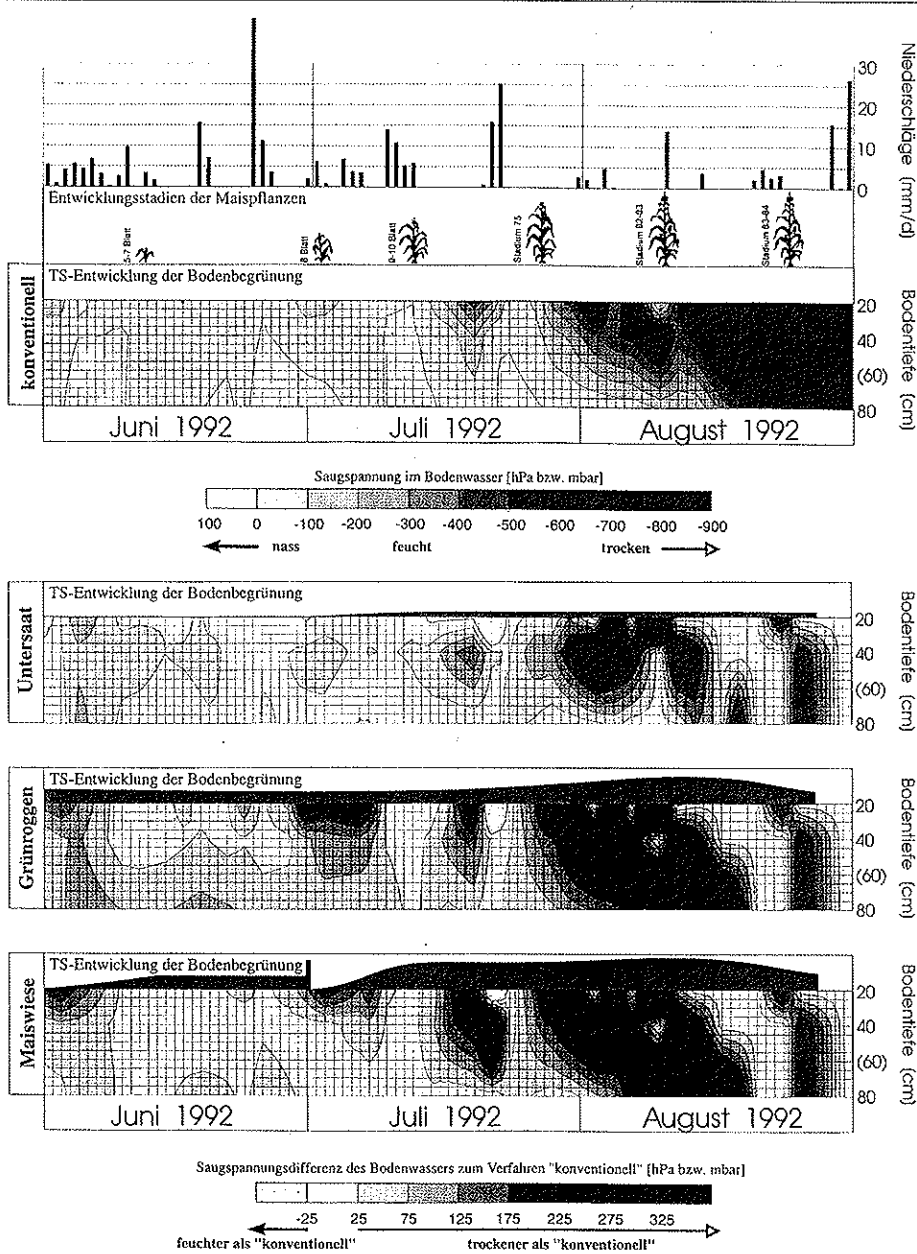 30
20
10
0
Niederschläge (mm/d)
Entwicklungsstadien der Maispflanzen
5-7 Blatt
8 Blatt
9-10 Blatt
Stadium 75
Stadium 82-83
Stadium 83-84
konventionell
TS-Entwicklung der Bodenbegrünung
20
40
(60)
80
Bodentiefe (cm)
Juni 1992
Juli 1992
August 1992
Saugspannung im Bodenwasser [hPa bzw. mbar]
100 0 -100 -200 -300 -400 -500 -600 -700 -800 -900
nass feucht trocken
Untersaat
TS-Entwicklung der Bodenbegrünung
20
40
(60)
80
Bodentiefe (cm)
Grünroggen
TS-Entwicklung der Bodenbegrünung
20
40
(60)
80
Bodentiefe (cm)
Maiswiese
TS-Entwicklung der Bodenbegrünung
20
40
(60)
80
Bodentiefe (cm)
Juni 1992
Juli 1992
August 1992
Saugspannungsdifferenz des Bodenwassers zum Verfahren "konventionell" [hPa bzw. mbar]
-25 25 75 125 175 225 275 325
feuchter als "konventionell" trockener als "konventionell"